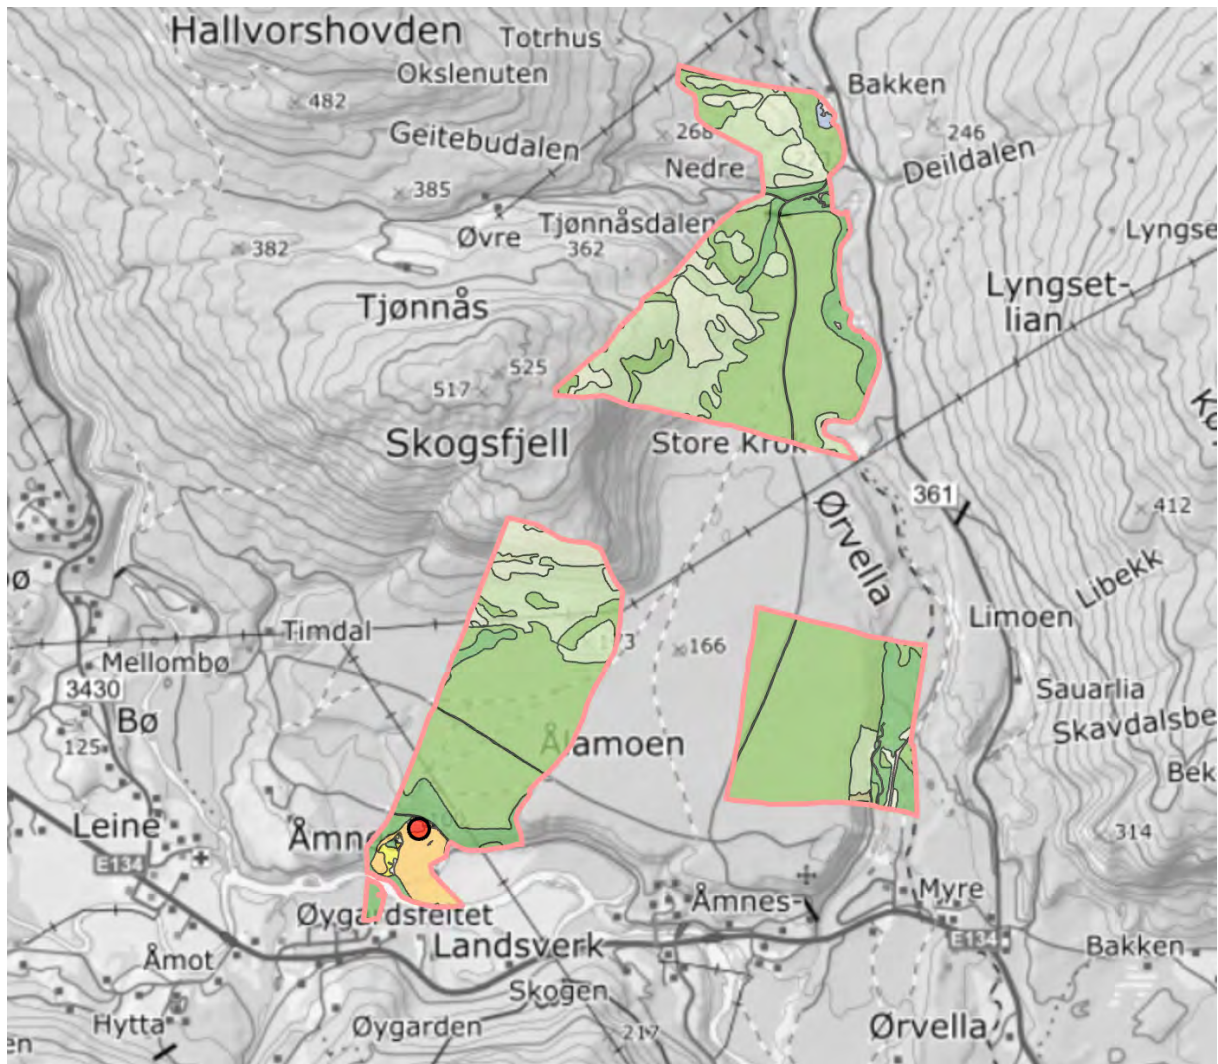 Hallvorshovden
Totrhus
Okslenuten
482
Bakken
268
246
Geitebudalen
Nedre
Deildalen
385
Tjønnåsdalen
Øvre
362
382
Lyngse
Tjønnås
Lyngset-
lian
525
517
Skogsfjell
Store Krok
361
412
Ørvella
Libekk
Limoen
Timdal
166
Mellombø
3430
Sauarlia
Bø
Skavdalsbe
125
Ålamoen
Bek
Leine
Åmne
314
E134
Myre
Åmnes-
Øygardsfeltet
Landsverk
E134
Bakken
Åmot
Skogen
Hytta
Øygarden
217
Ørvella